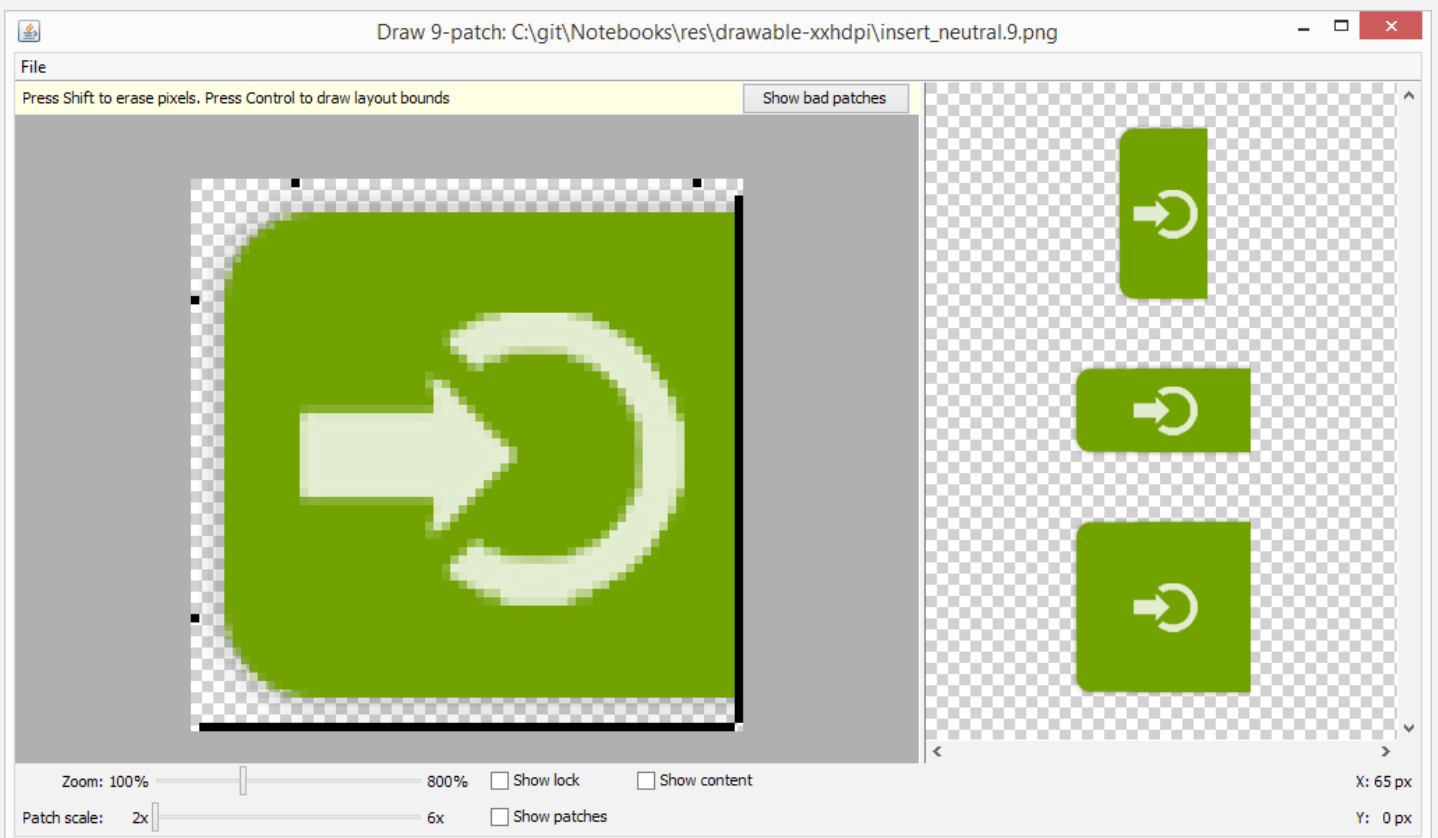 Draw 9-patch: C:\git\Notebooks\res\drawable-xxhdpi\insert_neutral.9.png
File
Press Shift to erase pixels. Press Control to draw layout bounds
Show bad patches
Zoom: 100% 800% Show lock Show content X: 65 px
Patch scale: 2x 6x Show patches Y: 0 px